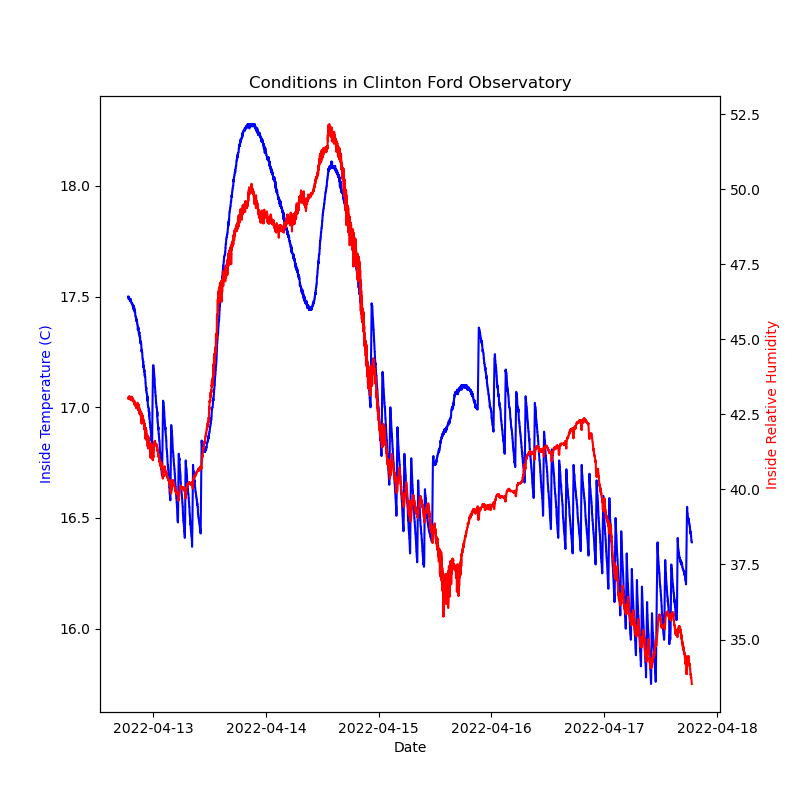 Conditions in Clinton Ford Observatory
Inside Temperature (C)
18.0
17.5
17.0
16.5
16.0
52.5
50.0
47.5
45.0
42.5
40.0
37.5
35.0
Inside Relative Humidity
2022-04-13 2022-04-14 2022-04-15 2022-04-16 2022-04-17 2022-04-18
Date